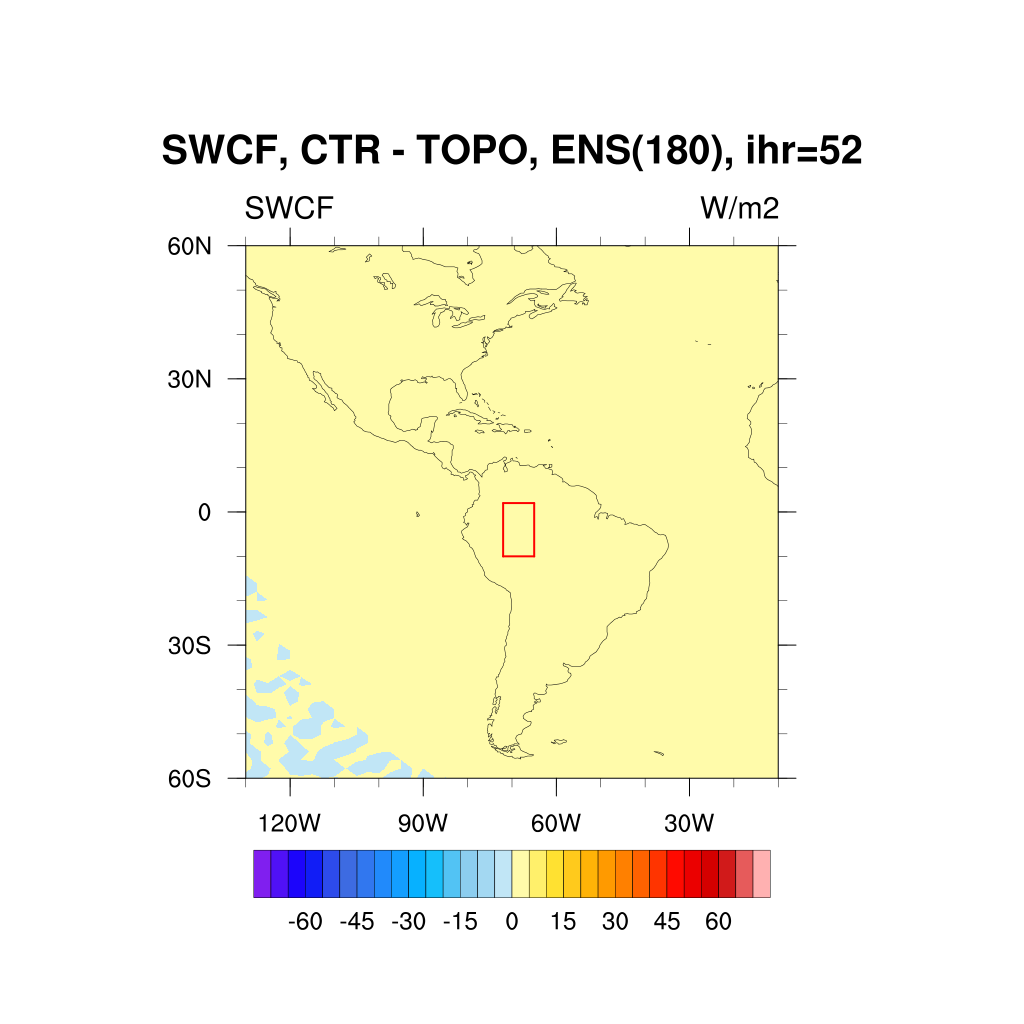 SWCF, CTR - TOPO, ENS(180), ihr=52
SWCF W/m2
60N
30N
0
30S
60S
120W 90W 60W 30W
-60 -45 -30 -15 0 15 30 45 60